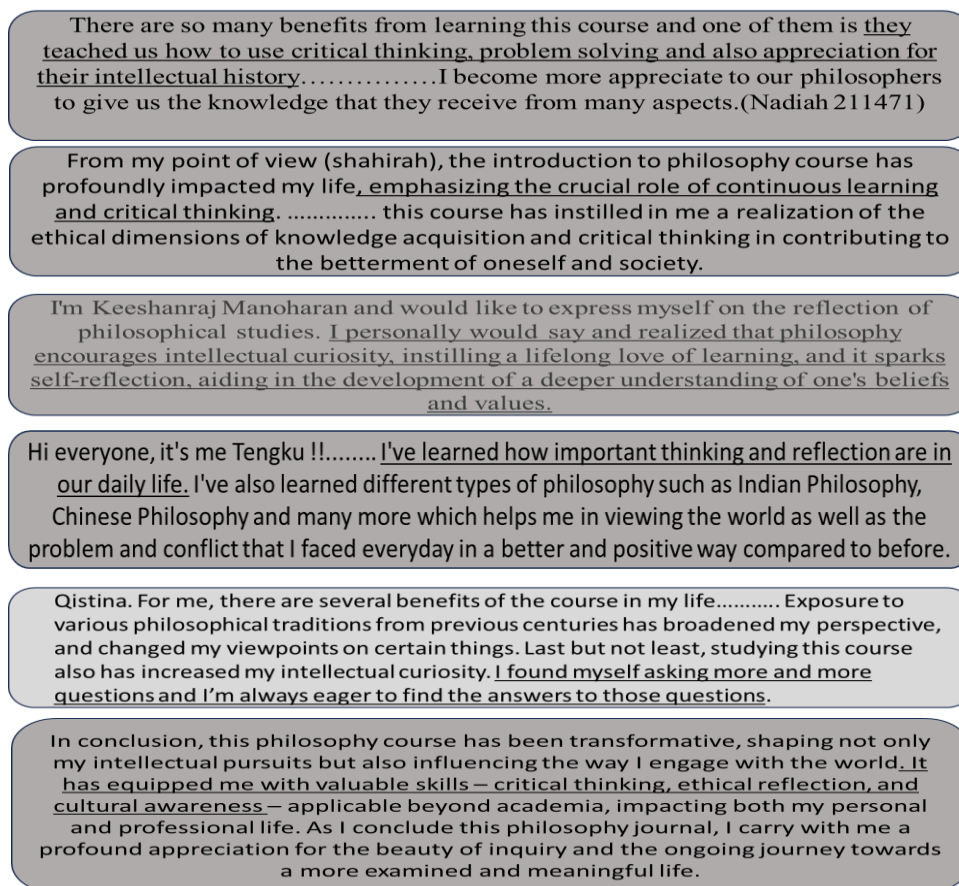 There are so many benefits from learning this course and one of them is they
teached us how to use critical thinking, problem solving and also appreciation for
their intellectual history……………I become more appreciate to our philosophers
to give us the knowledge that they receive from many aspects.(Nadiah 211471)
From my point of view (shahirah), the introduction to philosophy course has
profoundly impacted my life, emphasizing the crucial role of continuous learning
and critical thinking. .............. this course has instilled in me a realization of the
ethical dimensions of knowledge acquisition and critical thinking in contributing to
the betterment of oneself and society.
I'm Keeshanraj Manoharan and would like to express myself on the reflection of
philosophical studies. I personally would say and realized that philosophy
encourages intellectual curiosity, instilling a lifelong love of learning, and it sparks
self-reflection, aiding in the development of a deeper understanding of one's beliefs
and values.
Hi everyone, it's me Tengku !!........ I've learned how important thinking and reflection are in
our daily life. I've also learned different types of philosophy such as Indian Philosophy,
Chinese Philosophy and many more which helps me in viewing the world as well as the
problem and conflict that I faced everyday in a better and positive way compared to before.
Qistina. For me, there are several benefits of the course in my life.......... Exposure to
various philosophical traditions from previous centuries has broadened my perspective,
and changed my viewpoints on certain things. Last but not least, studying this course
also has increased my intellectual curiosity. I found myself asking more and more
questions and I’m always eager to find the answers to those questions.
In conclusion, this philosophy course has been transformative, shaping not only
my intellectual pursuits but also influencing the way I engage with the world. It
has equipped me with valuable skills – critical thinking, ethical reflection, and
cultural awareness – applicable beyond academia, impacting both my personal
and professional life. As I conclude this philosophy journal, I carry with me a
profound appreciation for the beauty of inquiry and the ongoing journey towards
a more examined and meaningful life.